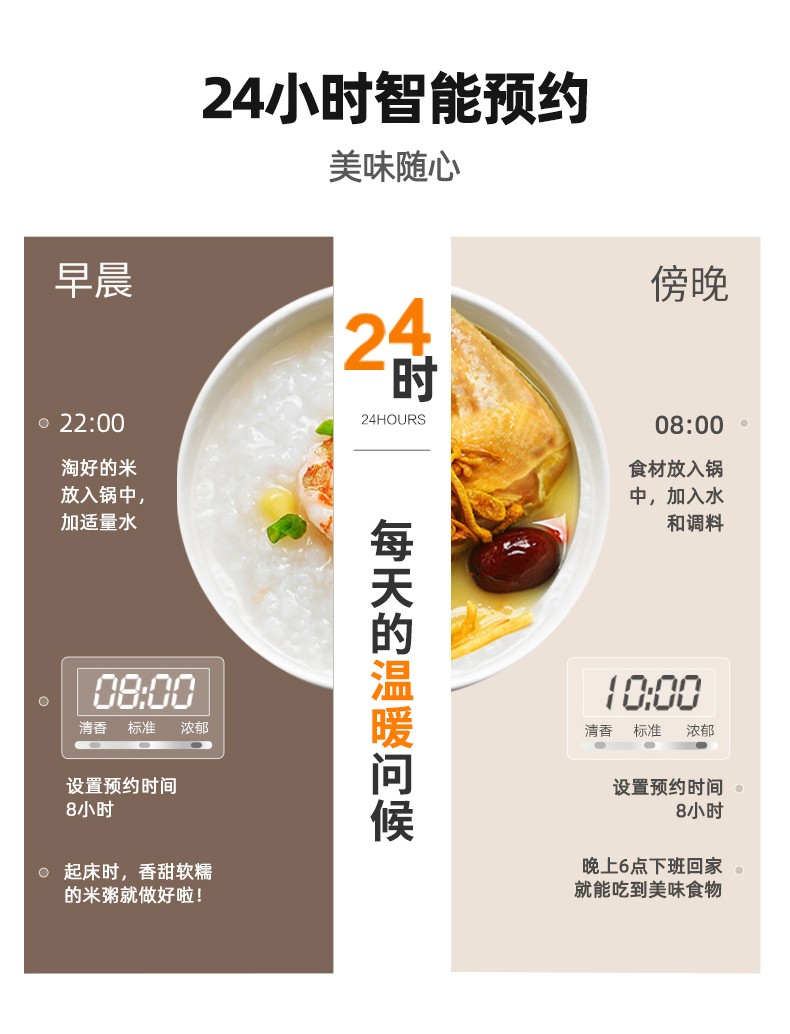 24小时智能预约
美味随心
早晨
22:00
淘好的米
放入锅中，
加适量水
08:00
清香 标准 浓郁
设置预约时间
8小时
起床时，香甜软糯
的米粥就做好啦！
24
时
24HOURS
每天的温暖问候
傍晚
08:00
食材放入锅
中，加入水
和调料
10:00
清香 标准 浓郁
设置预约时间
8小时
晚上6点下班回家
就能吃到美味食物